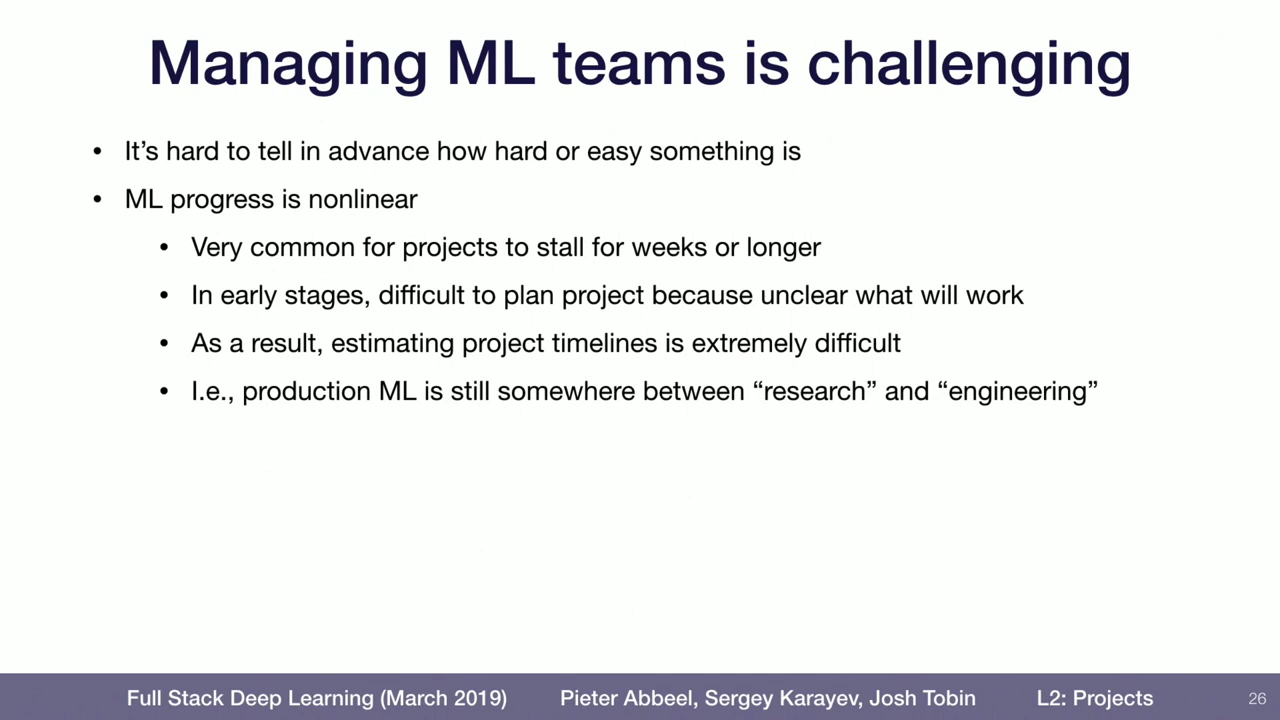 Managing ML teams is challenging
• It’s hard to tell in advance how hard or easy something is
• ML progress is nonlinear
• Very common for projects to stall for weeks or longer
• In early stages, difficult to plan project because unclear what will work
• As a result, estimating project timelines is extremely difficult
• I.e., production ML is still somewhere between “research” and “engineering”
Full Stack Deep Learning (March 2019) Pieter Abbeel, Sergey Karayev, Josh Tobin L2: Projects 26